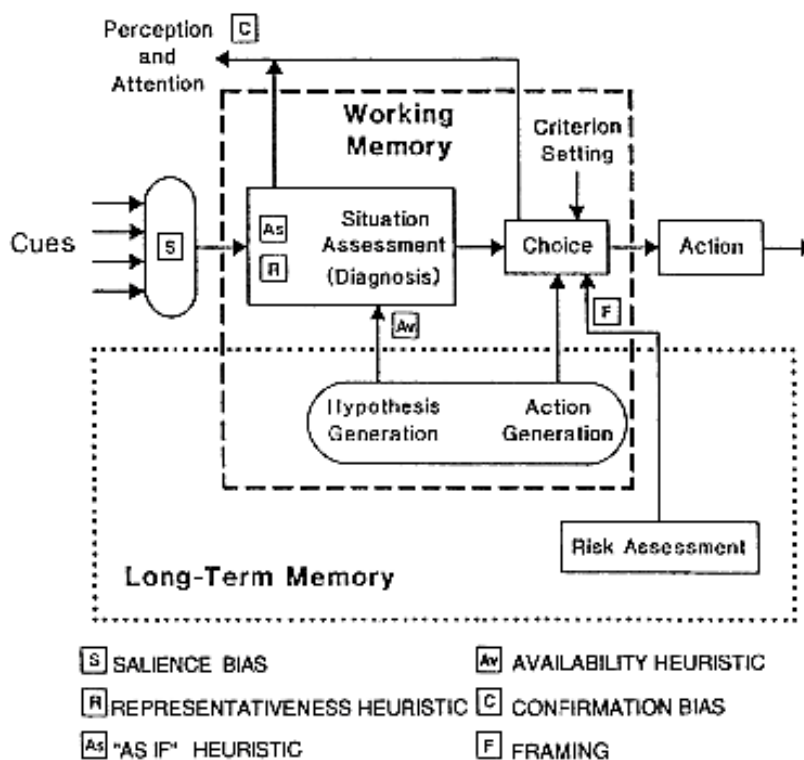 Perception
and
Attention
C
Working
Memory
Criterion
Setting
Cues
S
As
R
Situation
Assessment
(Diagnosis)
Choice
Action
Av
F
Hypothesis
Generation
Action
Generation
Risk Assessment
Long-Term Memory
S SALIENCE BIAS
R REPRESENTATIVENESS HEURISTIC
As "AS IF" HEURISTIC
Av AVAILABILITY HEURISTIC
C CONFIRMATION BIAS
F FRAMING